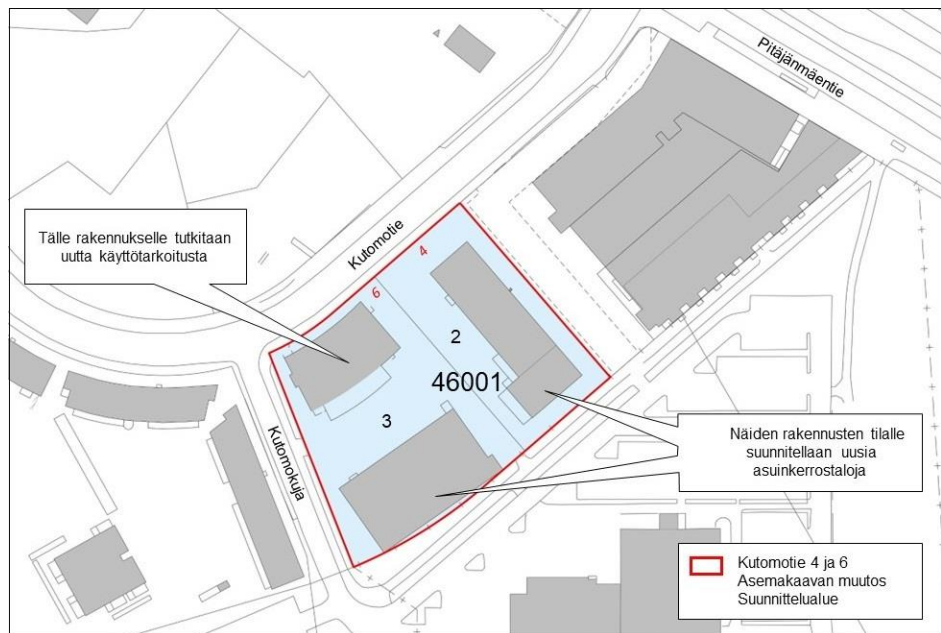 Pitäjänmäentie
Tälle rakennukselle tutkitaan
uutta käyttötarkoitusta
Kutomotie
4
6
2
46001
3
Kutomokuja
Näiden rakennusten tilalle
suunnitellaan uusia
asuinkerrostaloja
Kutomotie 4 ja 6
Asemakaavan muutos
Suunnittelualue